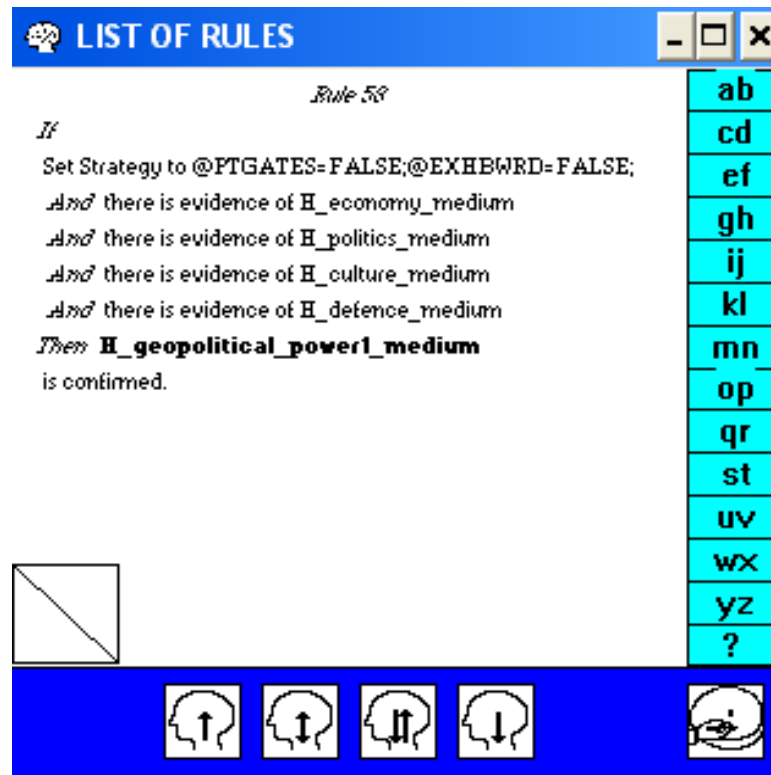 LIST OF RULES
Rule 58
If
Set Strategy to @PTGATES=FALSE;@EXHBWRD=FALSE;
And there is evidence of H_economy_medium
And there is evidence of H_politics_medium
And there is evidence of H_culture_medium
And there is evidence of H_defence_medium
Then H_geopolitical_power1_medium
is confirmed.
ab
cd
ef
gh
ij
kl
mn
op
qr
st
uv
wx
yz
?